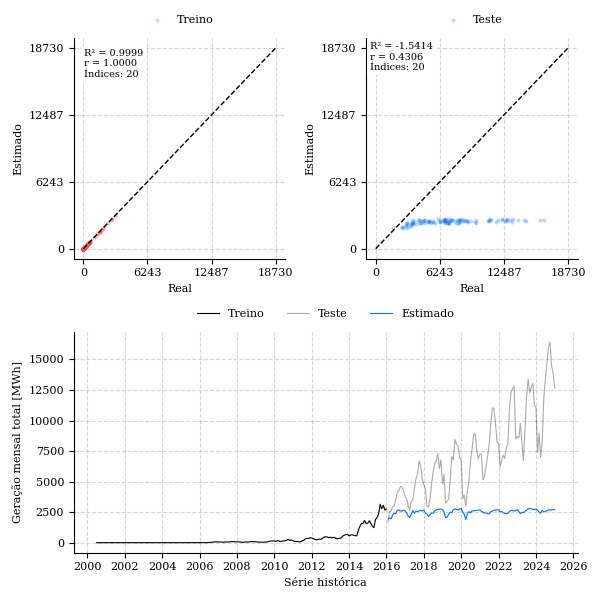 Treino
Teste
R² = 0.9999
r = 1.0000
Índices: 20
R² = -1.5414
r = 0.4306
Índices: 20
18730
12487
6243
0
Estimado
0
6243
12487
18730
Real
18730
12487
6243
0
Estimado
0
6243
12487
18730
Real
Treino
Teste
Estimado
15000
12500
10000
7500
5000
2500
0
Geração mensal total [MWh]
2000
2002
2004
2006
2008
2010
2012
2014
2016
2018
2020
2022
2024
2026
Série histórica